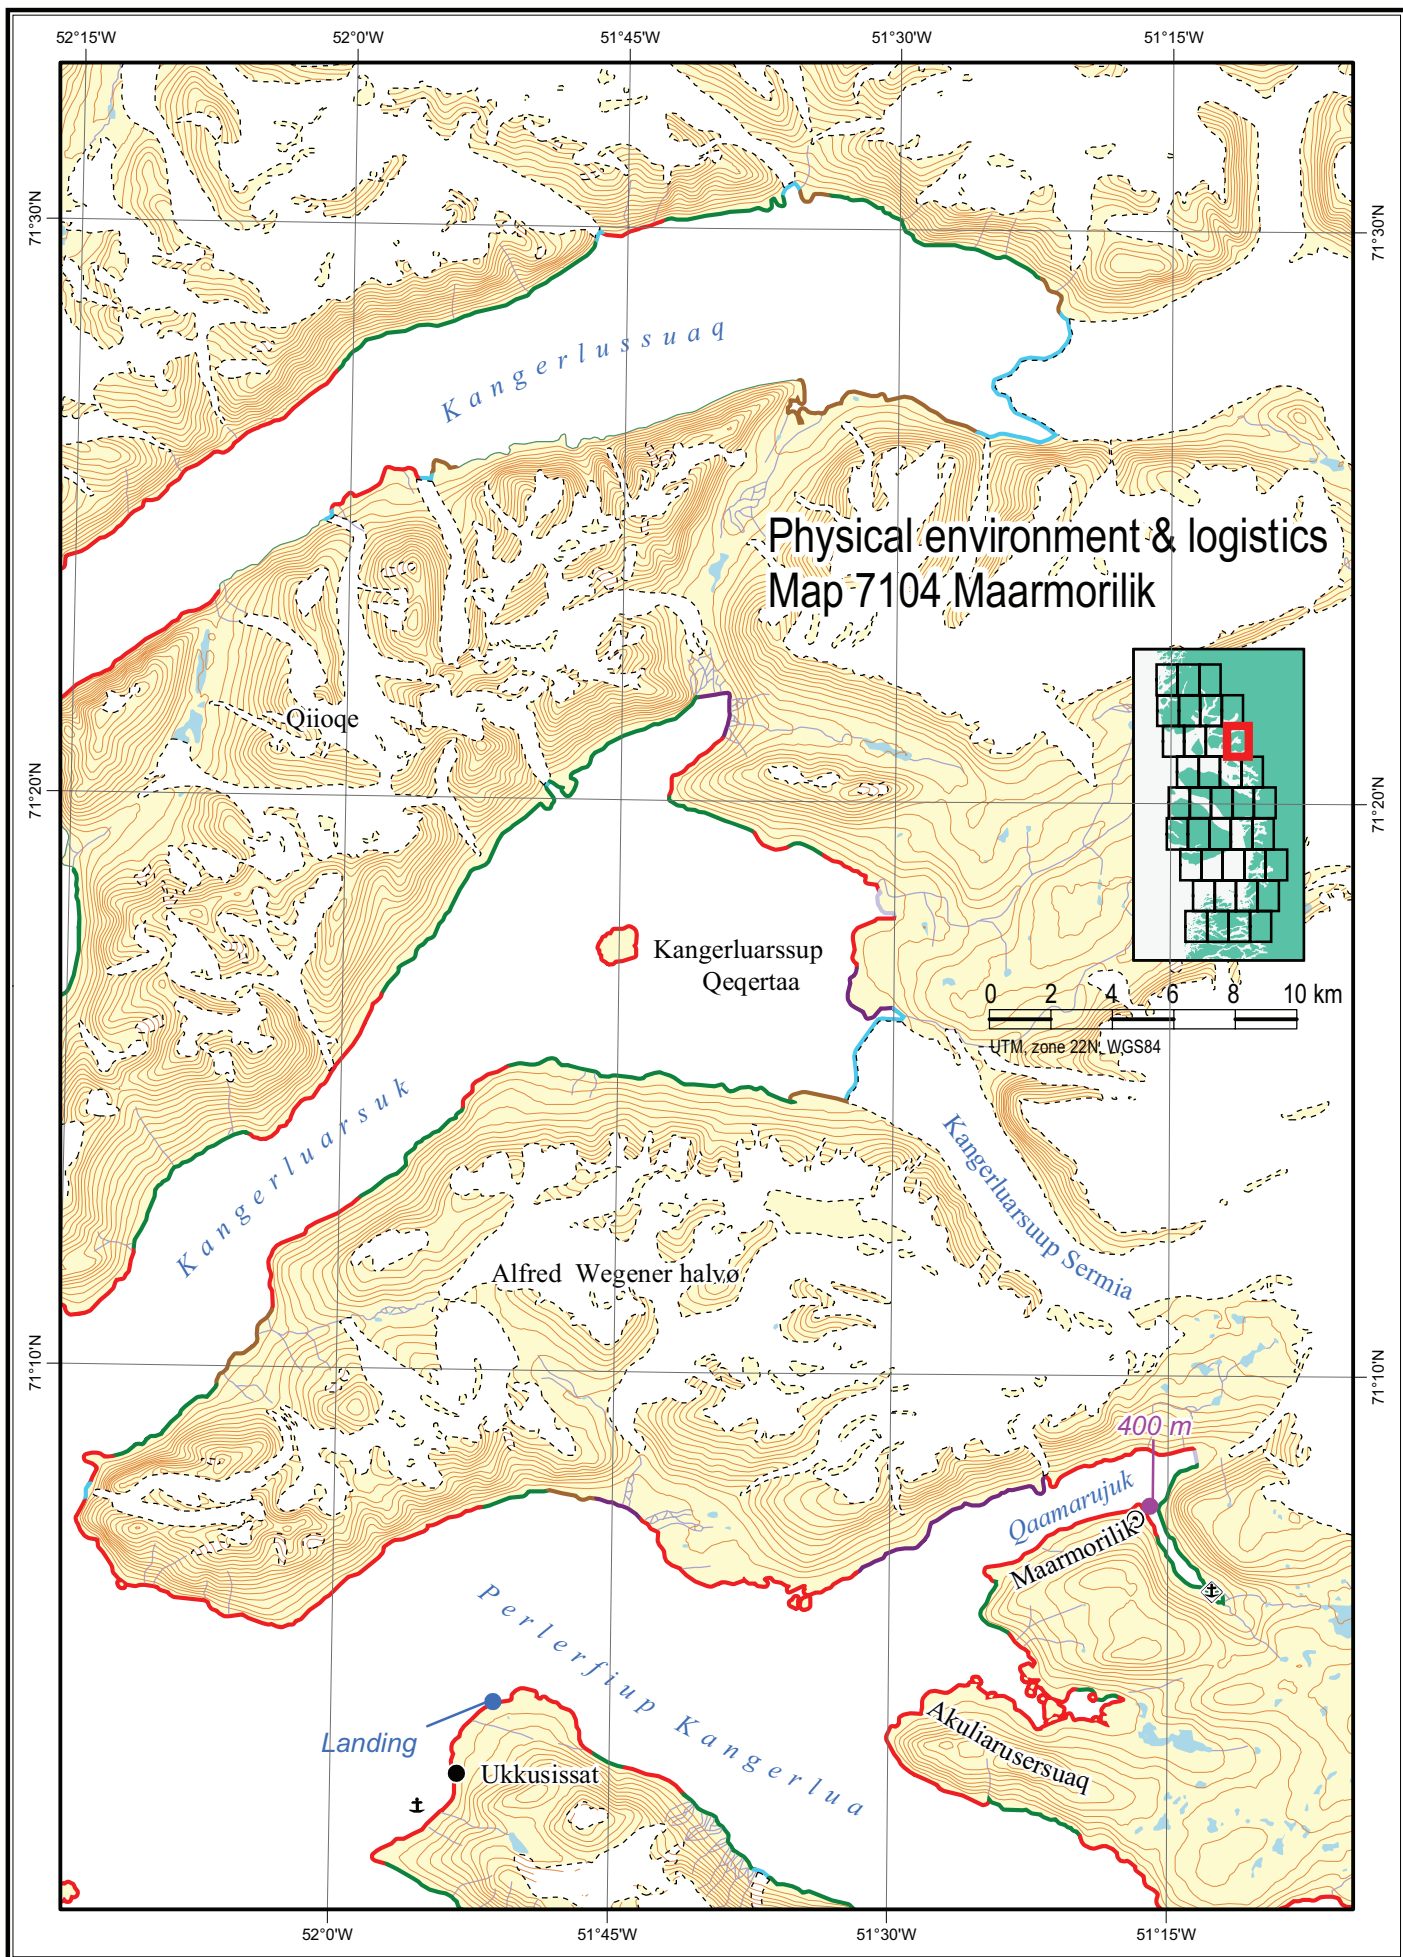 52°15'W
52°0'W
51°45'W
51°30'W
51°15'W
71°30'N
71°30'N
Kangerlussuaq
Physical environment & logistics
Map 7104 Maarmorilik
Qiioqe
71°20'N
71°20'N
Kangerluarssup
Qeqertaa
0 2 4 6 8 10 km
UTM, zone 22N, WGS84
Kangerluarsuk
Kangerluarsuup Sermia
Alfred Wegener halvø
71°10'N
71°10'N
400 m
Qaamarujuk
Maarmorilik
Perlerfiup Kangerlua
Landing
Akuliarusersuaq
Ukkusissat
52°0'W
51°45'W
51°30'W
51°15'W